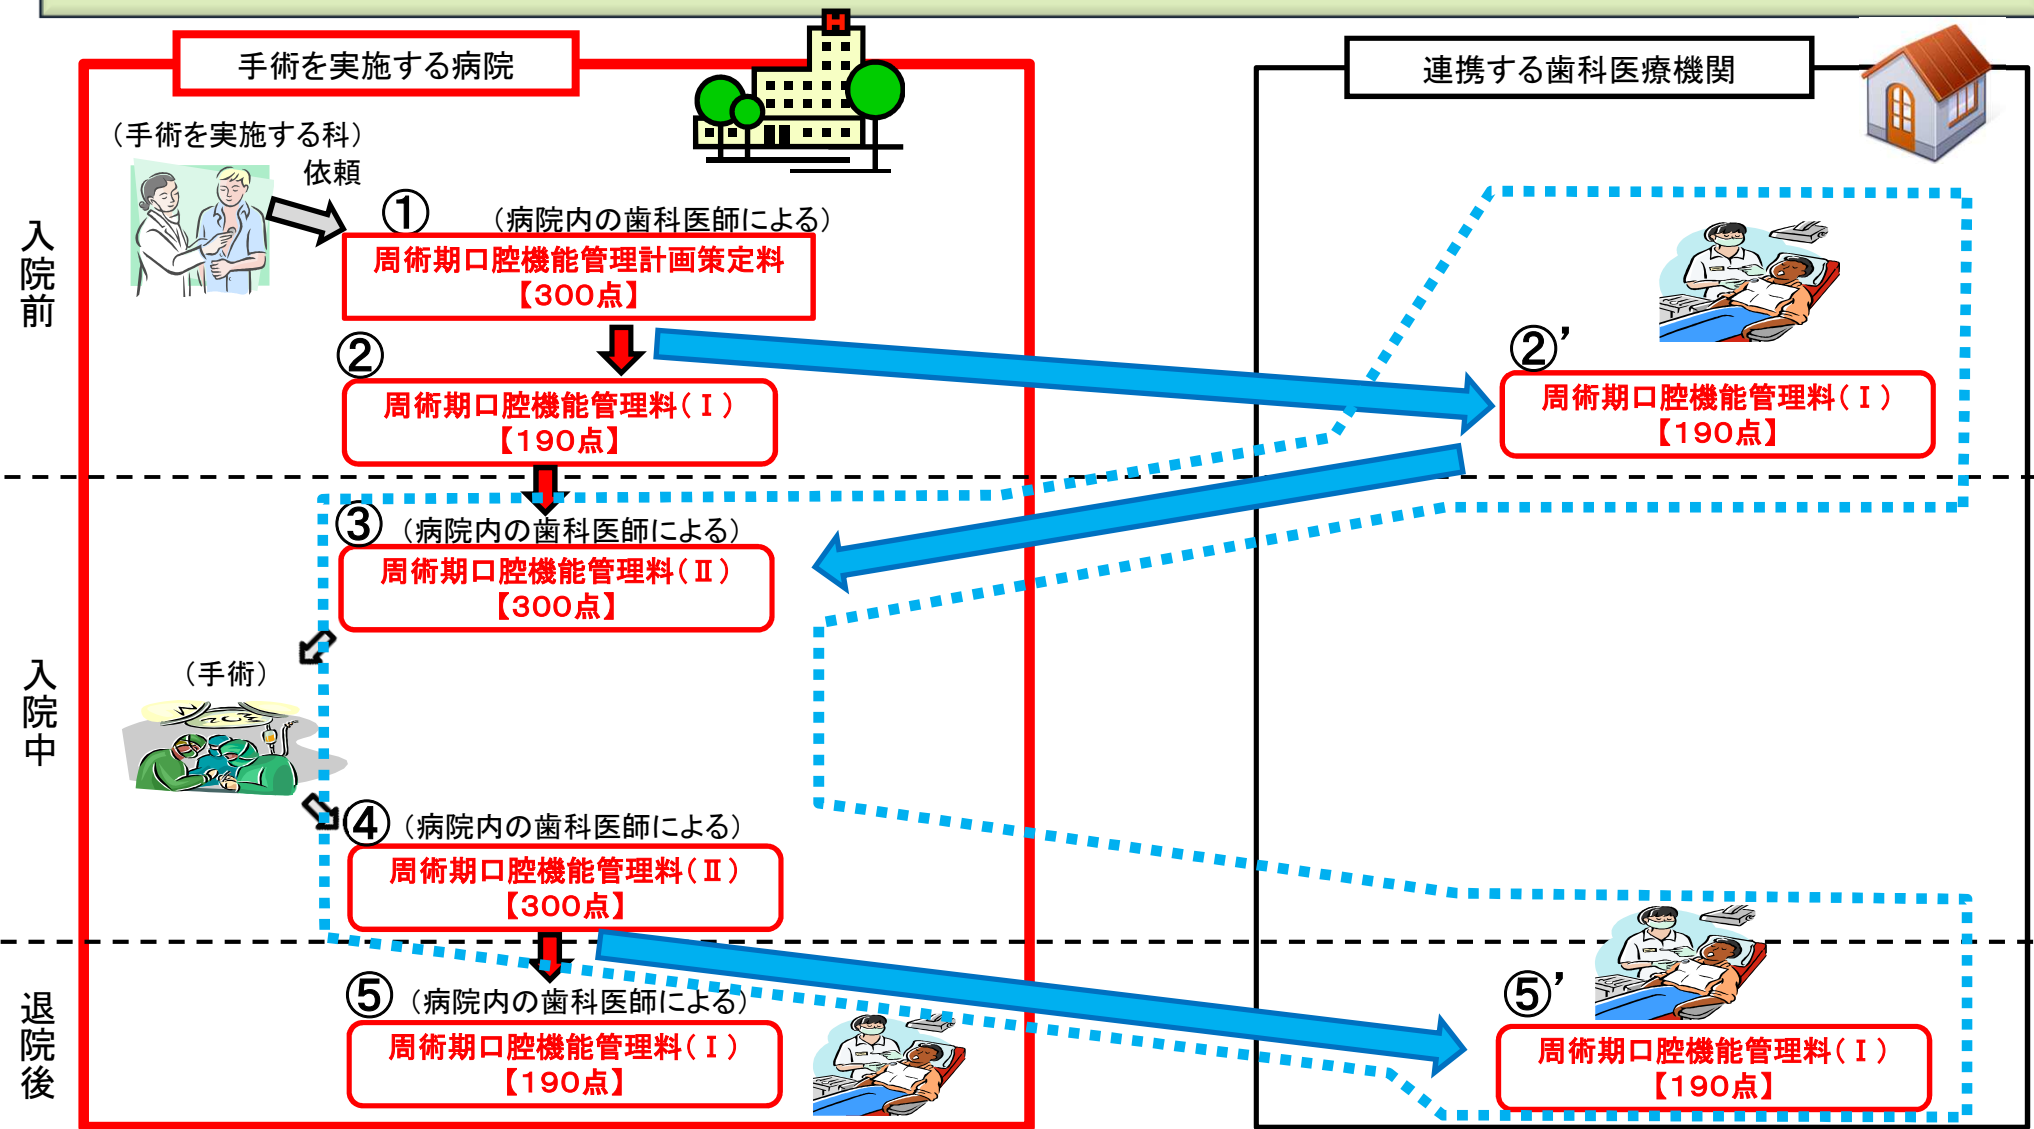 手術を実施する病院
連携する歯科医療機関
H
（手術を実施する科）
依頼
入院前
①
（病院内の歯科医師による）
周術期口腔機能管理計画策定料
【300点】
②
周術期口腔機能管理料（Ⅰ）
【190点】
②’
周術期口腔機能管理料（Ⅰ）
【190点】
入院中
③
（病院内の歯科医師による）
周術期口腔機能管理料（Ⅱ）
【300点】
（手術）
④
（病院内の歯科医師による）
周術期口腔機能管理料（Ⅱ）
【300点】
退院後
⑤
（病院内の歯科医師による）
周術期口腔機能管理料（Ⅰ）
【190点】
⑤’
周術期口腔機能管理料（Ⅰ）
【190点】